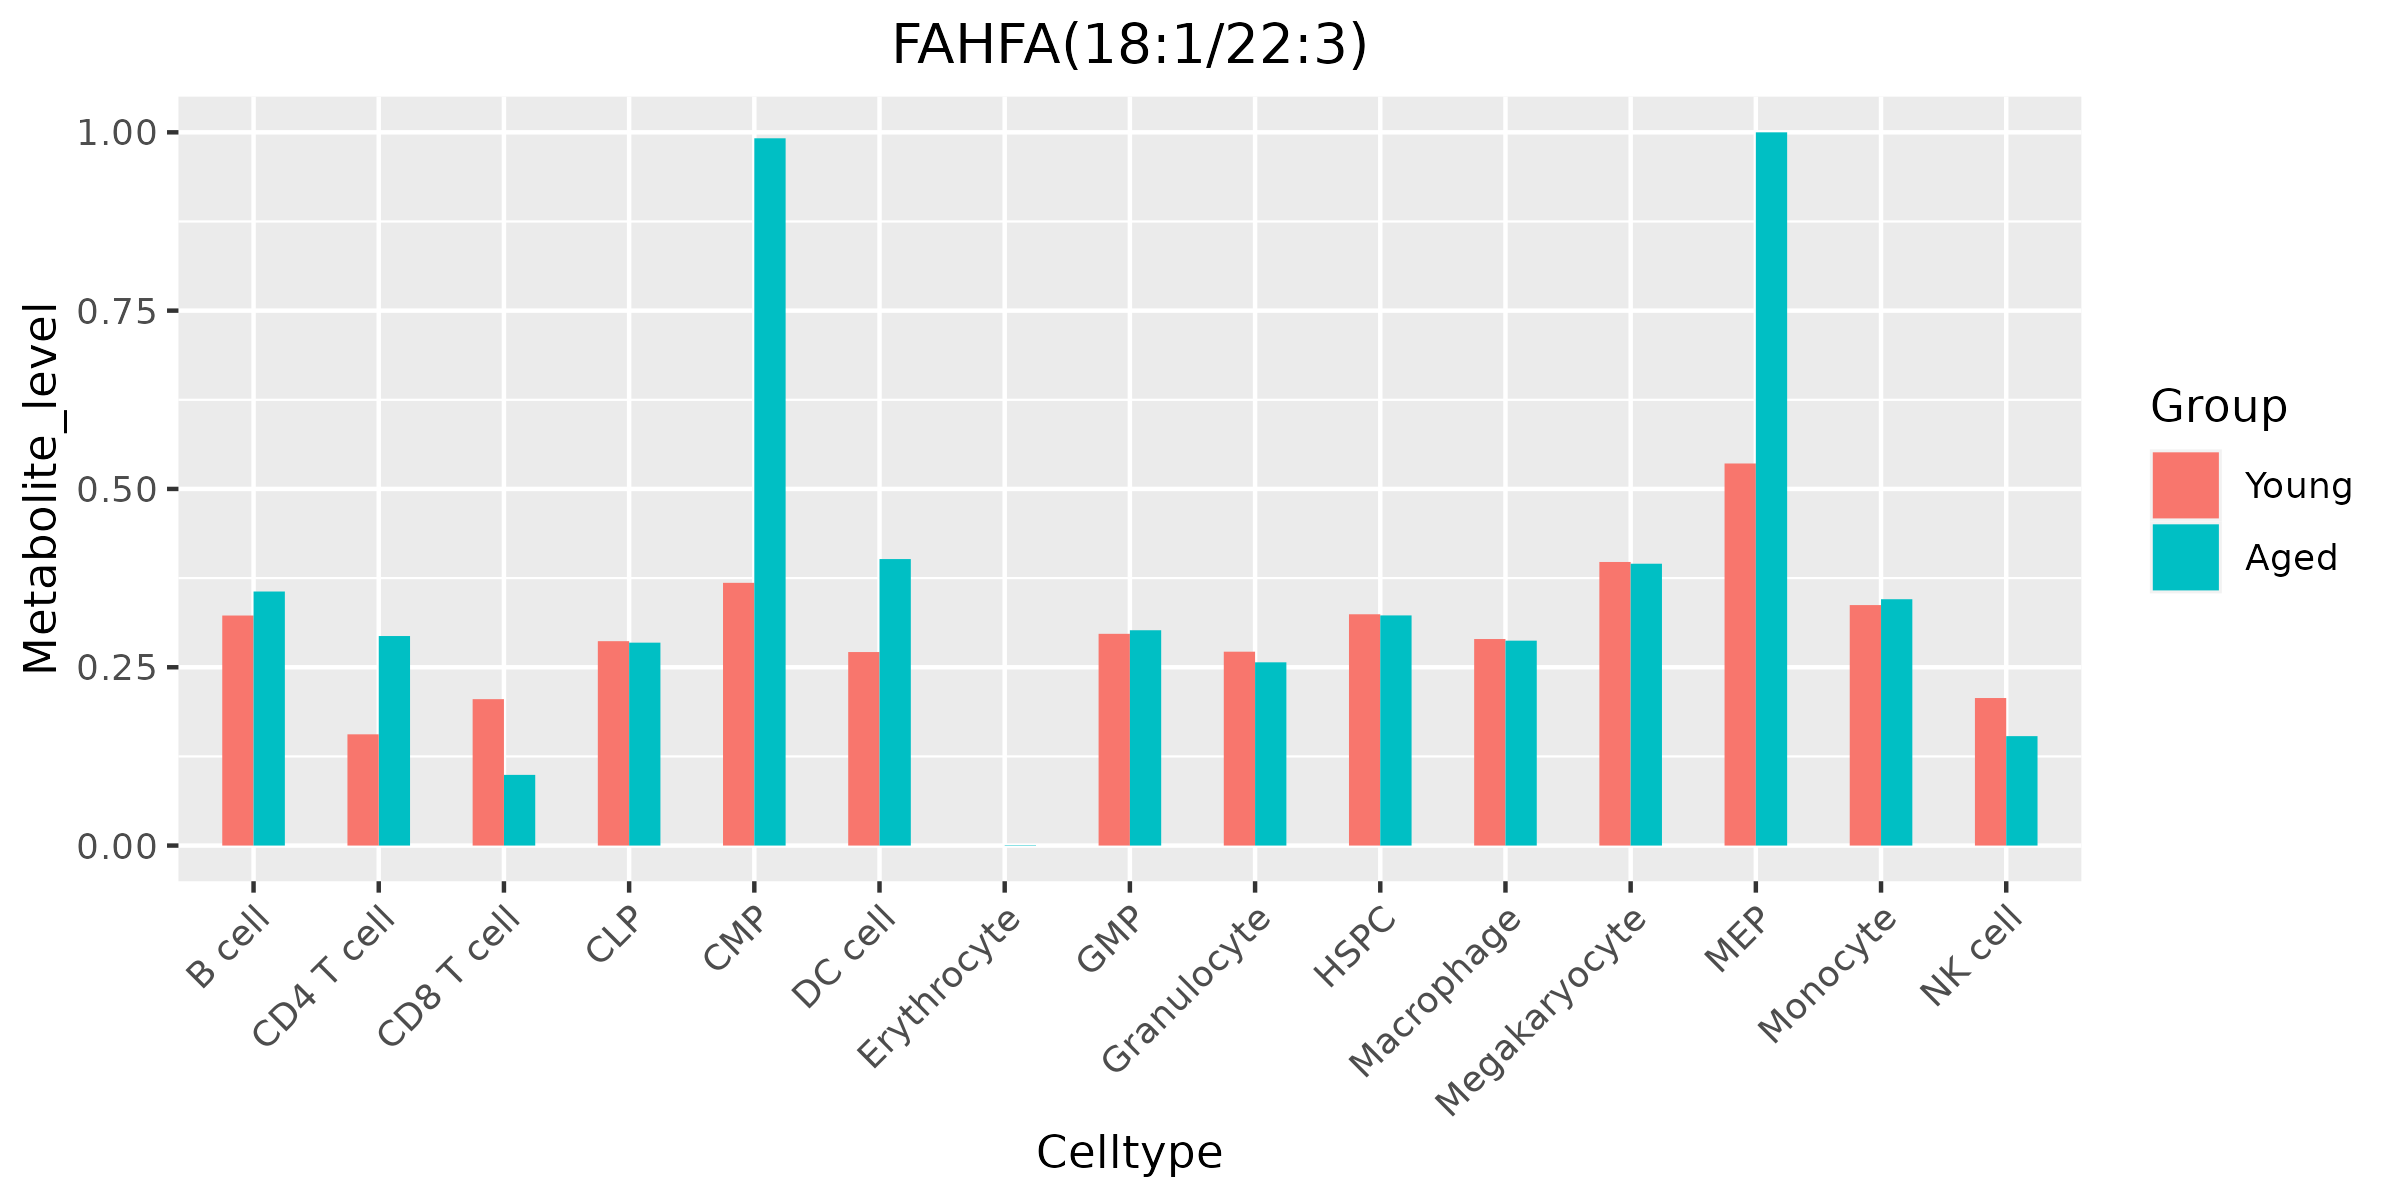 FAHFA(18:1/22:3)
Metabolite_level
1.00
0.75
0.50
0.25
0.00
B cell
CD4 T cell
CD8 T cell
CLP
CMP
DC cell
Erythrocyte
GMP
Granulocyte
HSPC
Macrophage
Megakaryocyte
MEP
Monocyte
NK cell
Celltype
Group
Young
Aged